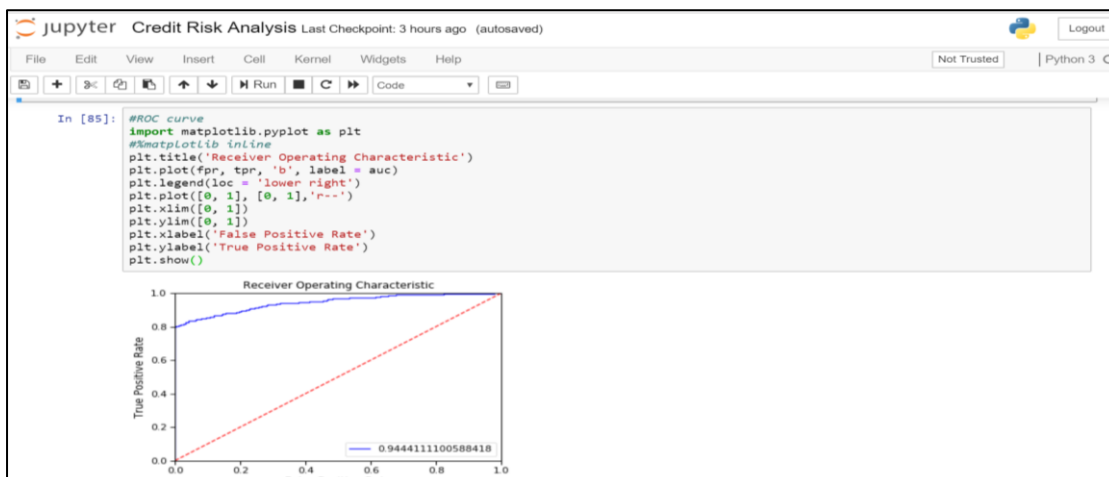 jupyter Credit Risk Analysis Last Checkpoint: 3 hours ago (autosaved)
Logout
File Edit View Insert Cell Kernel Widgets Help
Not Trusted
Python 3
Run
Code
In [85]: #ROC curve
import matplotlib.pyplot as plt
#%matplotlib inline
plt.title('Receiver Operating Characteristic')
plt.plot(fpr, tpr, 'b', label = auc)
plt.legend(loc = 'lower right')
plt.plot([0, 1], [0, 1],'r--')
plt.xlim([0, 1])
plt.ylim([0, 1])
plt.xlabel('False Positive Rate')
plt.ylabel('True Positive Rate')
plt.show()
Receiver Operating Characteristic
True Positive Rate
1.0
0.8
0.6
0.4
0.2
0.0
0.9444111100588418
0.0 0.2 0.4 0.6 0.8 1.0